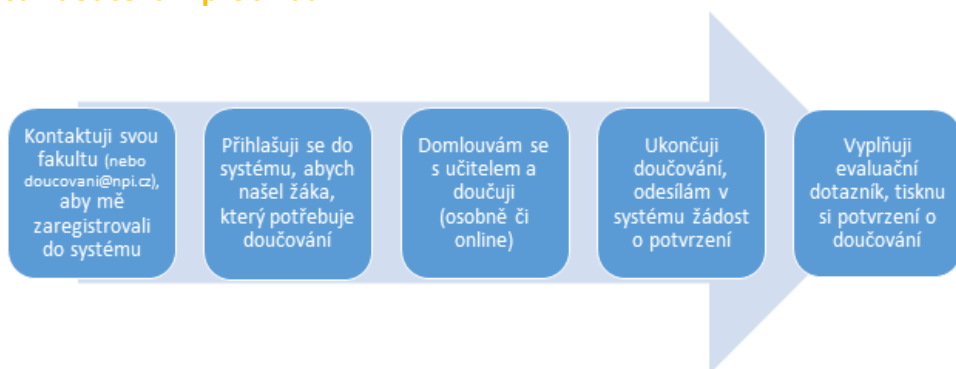 Kontaktuji svou
fakultu (nebo
doucovani@npi.cz),
aby mě
zaregistrovali
do systému
Přihlašuji se do
systému, abych
našel žáka,
který potřebuje
doučování
Domlouvám se
s učitelem a
doučuji
(osobně či
online)
Ukončuji
doučování,
odesílám v
systému žádost
o potvrzení
Vyplňuji
evaluační
dotazník, tisknu
si potvrzení o
doučování